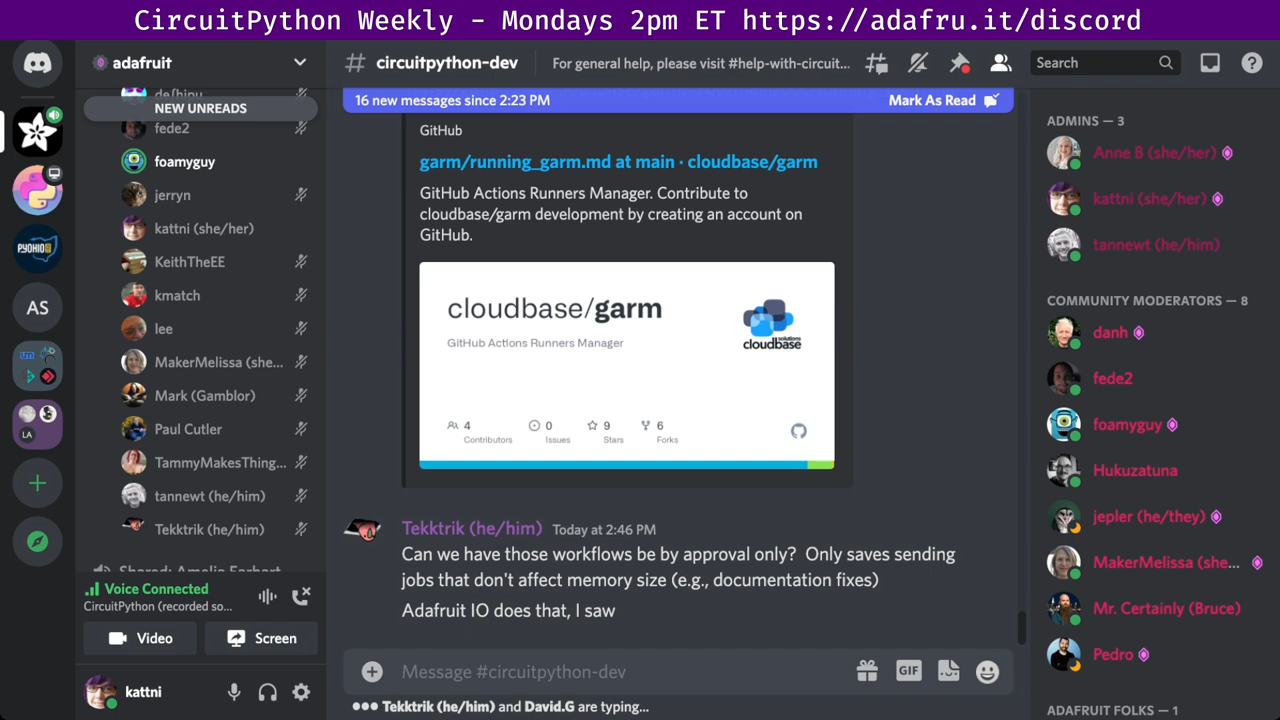 CircuitPython Weekly - Mondays 2pm ET https://adafru.it/discord
adafruit
deshipu
NEW UNREADS
fede2
foamyguy
jerryn
kattni (she/her)
KeithTheEE
kmatch
lee
MakerMelissa (she...
Mark (Gamblor)
Paul Cutler
TammyMakesThing...
tannewt (he/him)
Tekktrik (he/him)
Shared: Amelia Earhart
Voice Connected
CircuitPython (recorded so...
Video
Screen
kattni
PYOHIO
AS
um
LA
# circuitpython-dev
For general help, please visit #help-with-circuit...
Search
16 new messages since 2:23 PM
Mark As Read
GitHub
garm/running_garm.md at main · cloudbase/garm
GitHub Actions Runners Manager. Contribute to
cloudbase/garm development by creating an account on
GitHub.
cloudbase/garm
GitHub Actions Runners Manager
cloudbase
solutions
4
Contributors
0
Issues
9
Stars
6
Forks
Tekktrik (he/him) Today at 2:46 PM
Can we have those workflows be by approval only? Only saves sending
jobs that don't affect memory size (e.g., documentation fixes)
Adafruit IO does that, I saw
Message #circuitpython-dev
GIF
Tekktrik (he/him) and David.G are typing...
ADMINS — 3
Anne B (she/her)
kattni (she/her)
tannewt (he/him)
COMMUNITY MODERATORS — 8
danh
fede2
foamyguy
Hukuzatuna
jepler (he/they)
MakerMelissa (she...
Mr. Certainly (Bruce)
Pedro
ADAFRUIT FOLKS — 1